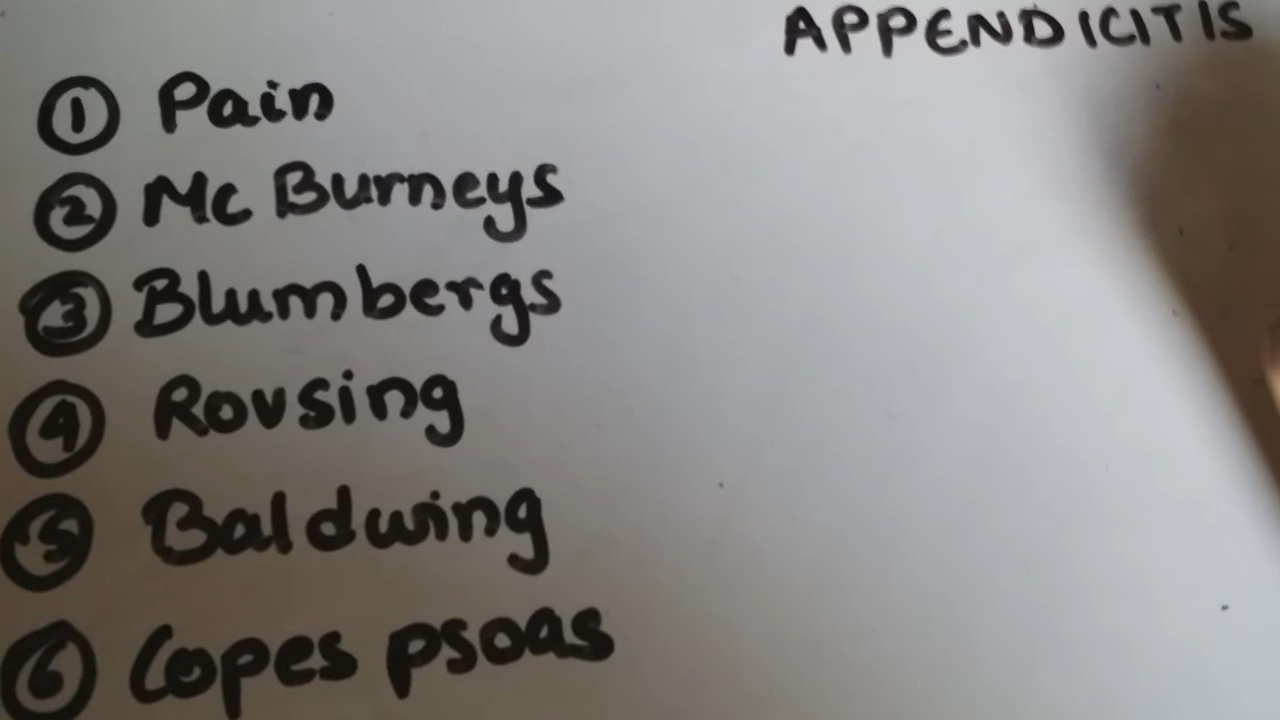 APPENDICITIS
① Pain
② Mc Burneys
③ Blumbergs
④ Rovsing
⑤ Baldwing
⑥ Copes psoas